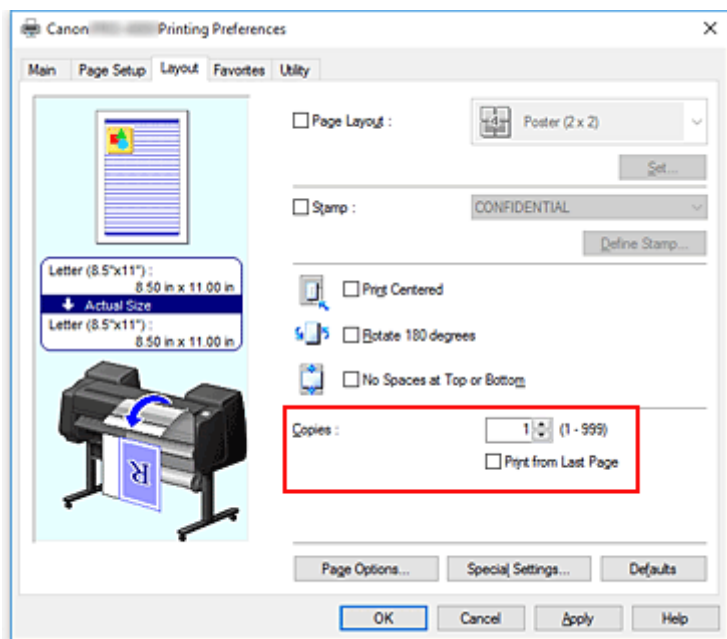 Canon Printing Preferences
Main Page Setup Layout Favorites Utility
Page Layout : Poster (2 x 2)
Set...
Stamp : CONFIDENTIAL
Define Stamp...
Letter (8.5"x11") :
8.50 in x 11.00 in
Actual Size
Letter (8.5"x11") :
8.50 in x 11.00 in
Print Centered
Rotate 180 degrees
No Spaces at Top or Bottom
Copies : 1 (1 - 999)
Print from Last Page
R
Page Options... Special Settings... Defaults
OK Cancel Apply Help